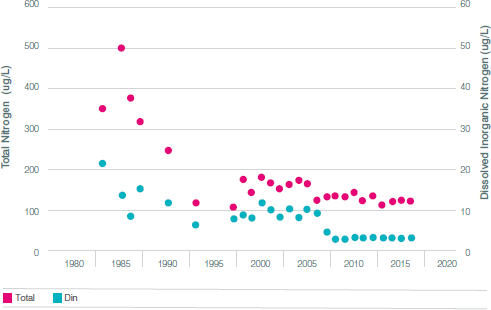 600 60
500 50
400 40
300 30
200 20
100 10
0 0
Total Nitrogen (ug/L)
Dissolved Inorganic Nitrogen (ug/L)
1980 1985 1990 1995 2000 2005 2010 2015 2020
Total Din